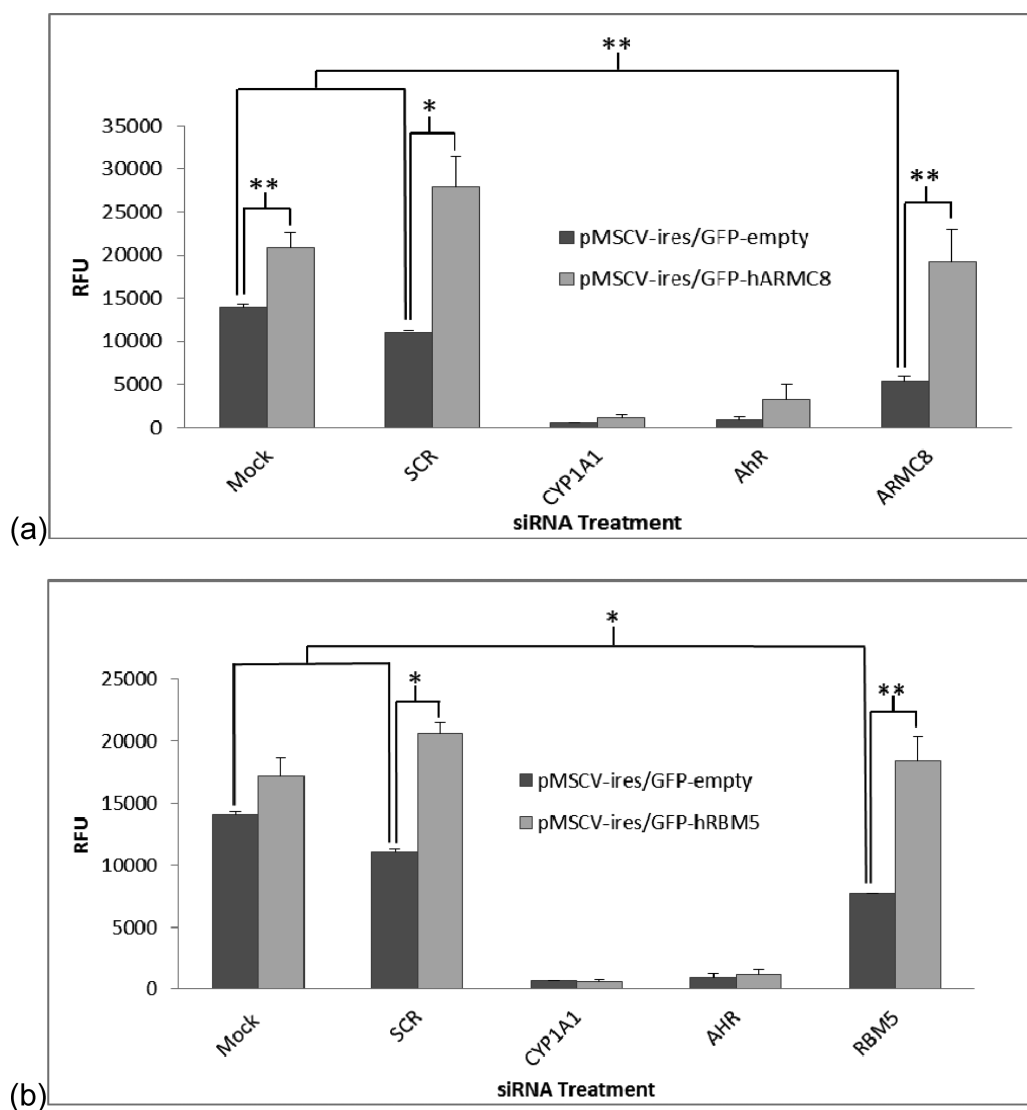 **
*
35000
30000
25000
20000
15000
10000
5000
0
RFU
**
**
pMSCV-ires/GFP-empty
pMSCV-ires/GFP-hARMC8
Mock
SCR
CYP1A1
AhR
ARMC8
siRNA Treatment
(a)
*
25000
20000
15000
10000
5000
0
RFU
*
**
pMSCV-ires/GFP-empty
pMSCV-ires/GFP-hRBM5
Mock
SCR
CYP1A1
AHR
RBM5
siRNA Treatment
(b)